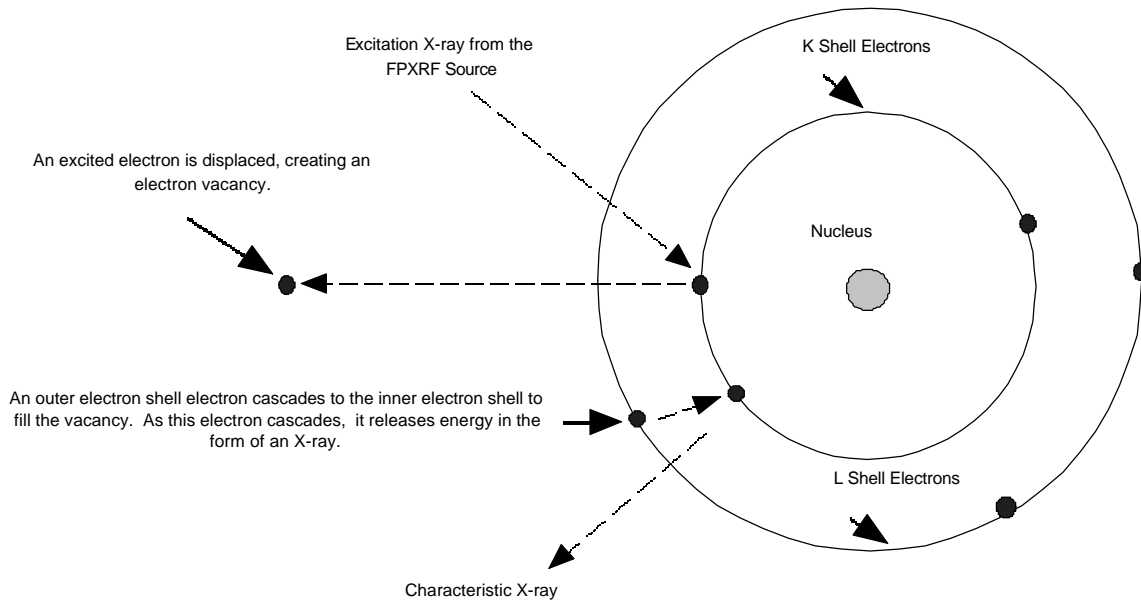 Excitation X-ray from the
FPXRF Source
K Shell Electrons
An excited electron is displaced, creating an
electron vacancy.
Nucleus
An outer electron shell electron cascades to the inner electron shell to
fill the vacancy.  As this electron cascades,  it releases energy in the
form of an X-ray.
L Shell Electrons
Characteristic X-ray